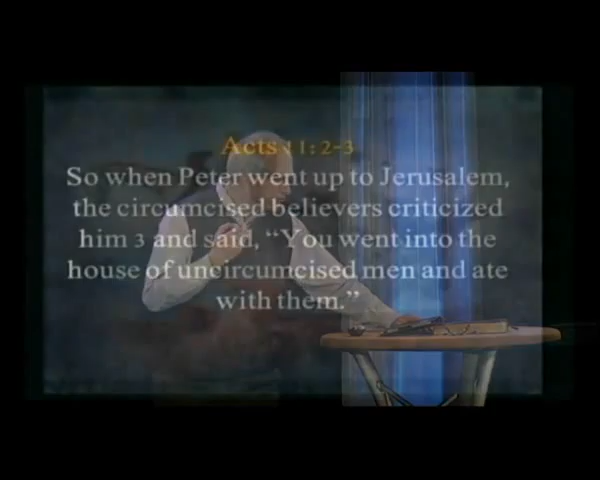 Acts 11:2-3
So when Peter went up to Jerusalem,
the circumcised believers criticized
him 3 and said, “You went into the
house of uncircumcised men and ate
with them.”